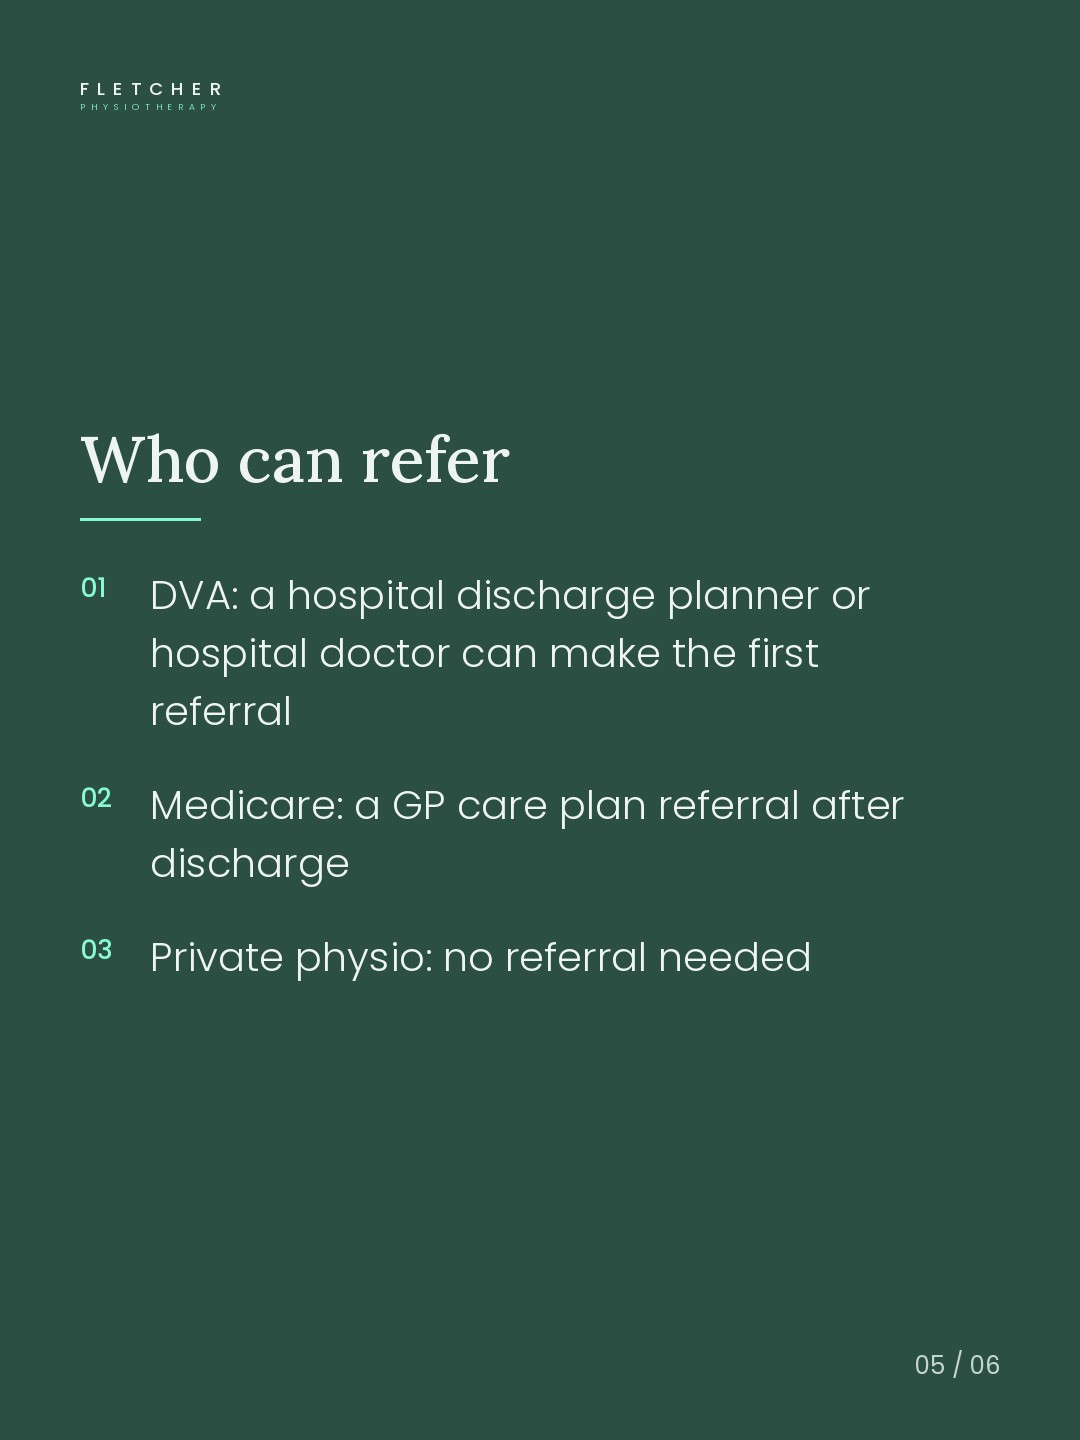 FLETCHER
PHYSIOTHERAPY
Who can refer
01 DVA: a hospital discharge planner or
hospital doctor can make the first
referral
02 Medicare: a GP care plan referral after
discharge
03 Private physio: no referral needed
05 / 06